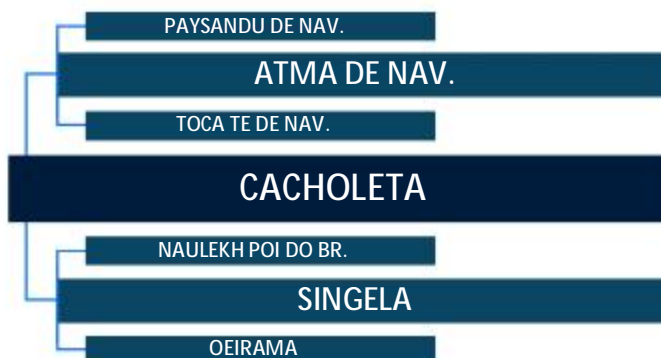 PAYSANDU DE NAV.
ATMA DE NAV.
TOCA TE DE NAV.
CACHOLETA
NAULEKH POI DO BR.
SINGELA
OEIRAMA